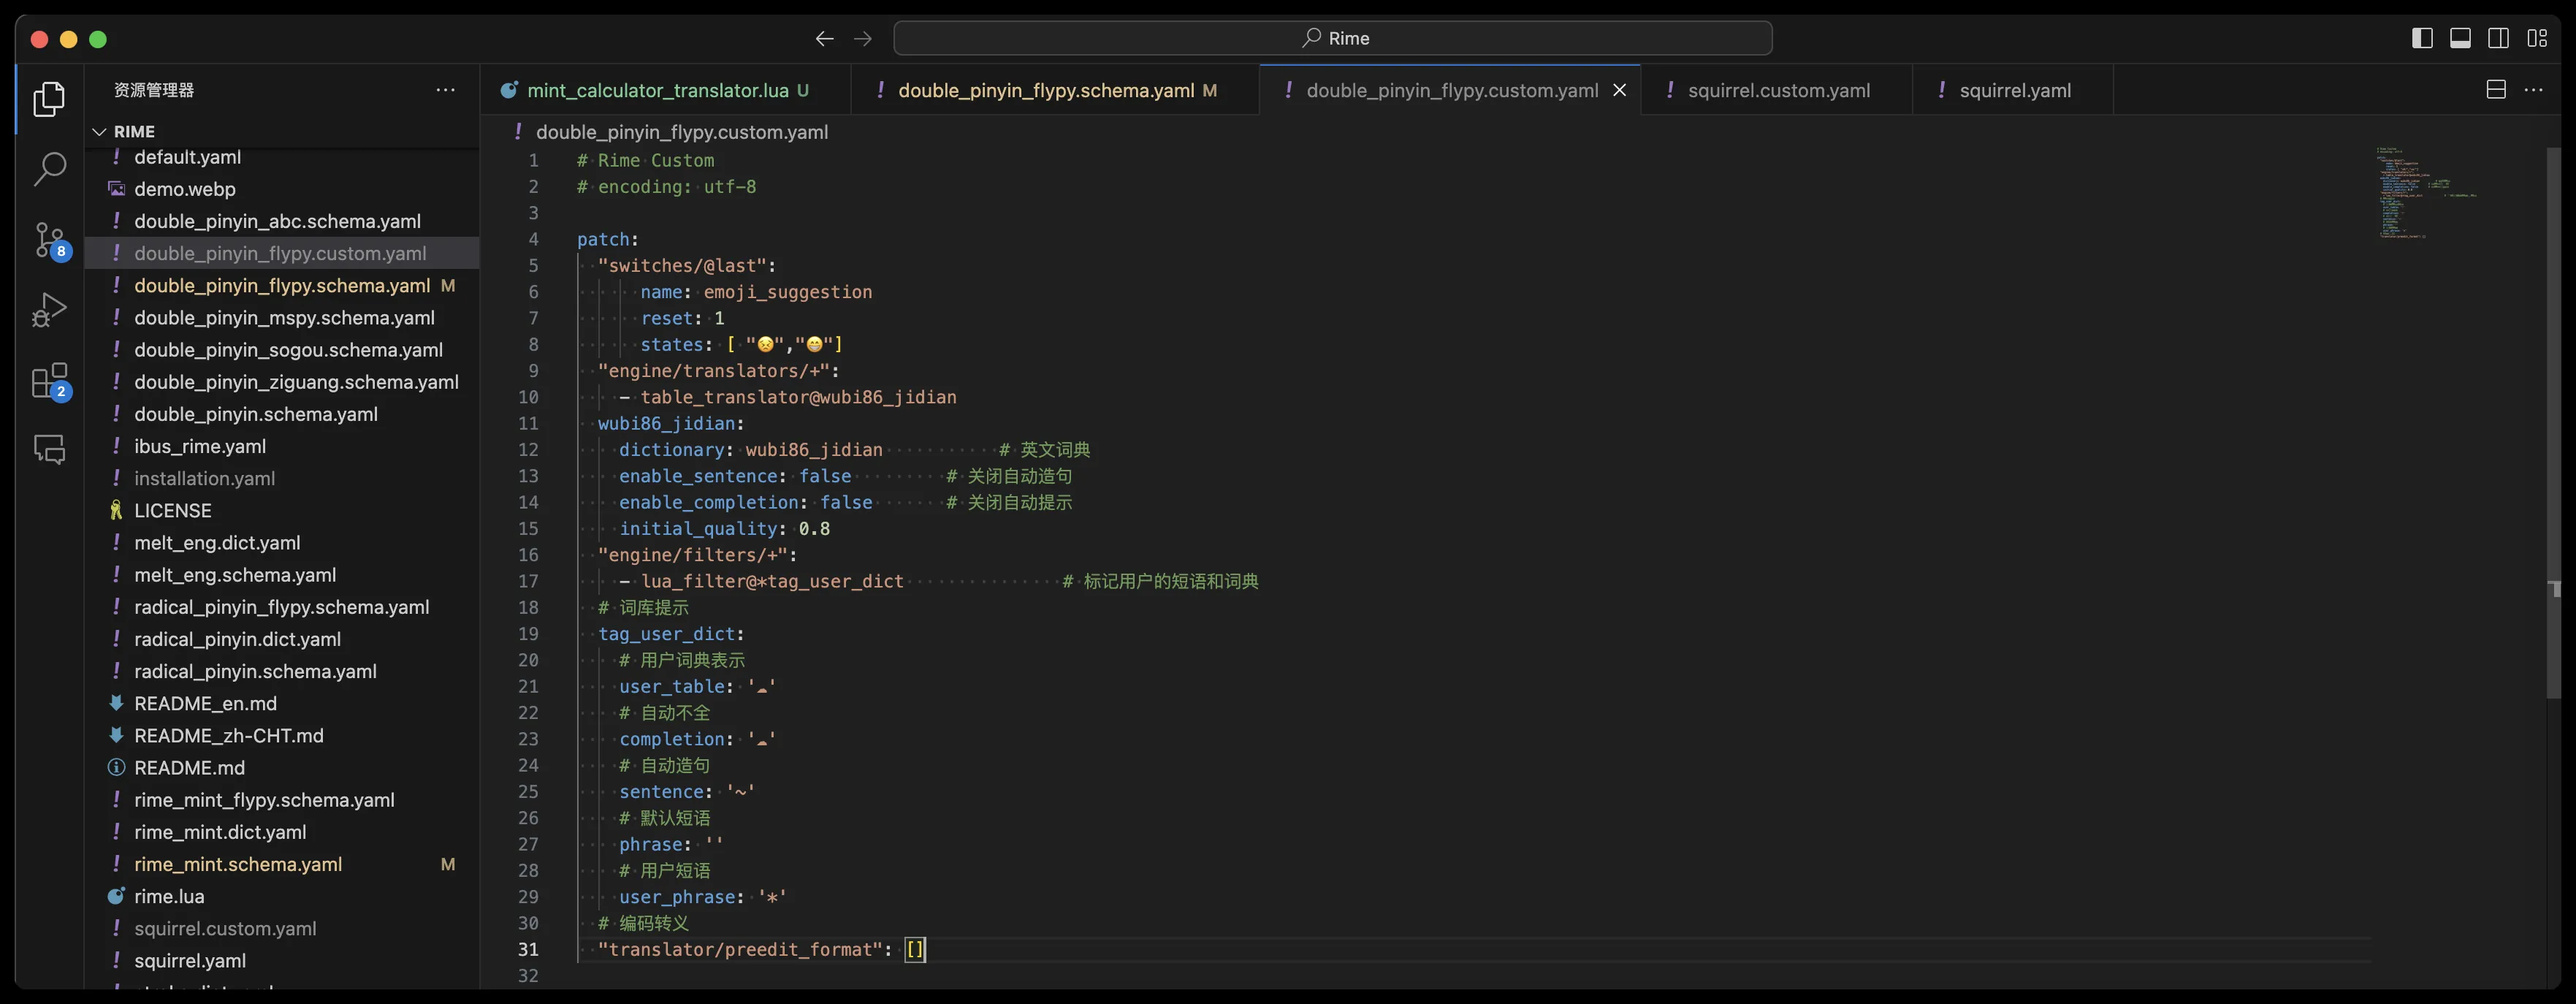 Rime
资源管理器
RIME
default.yaml
demo.webp
double_pinyin_abc.schema.yaml
double_pinyin_flypy.custom.yaml
double_pinyin_flypy.schema.yaml M
double_pinyin_mspy.schema.yaml
double_pinyin_sogou.schema.yaml
double_pinyin_ziguang.schema.yaml
double_pinyin.schema.yaml
ibus_rime.yaml
installation.yaml
LICENSE
melt_eng.dict.yaml
melt_eng.schema.yaml
radical_pinyin_flypy.schema.yaml
radical_pinyin.dict.yaml
radical_pinyin.schema.yaml
README_en.md
README_zh-CHT.md
README.md
rime_mint_flypy.schema.yaml
rime_mint.dict.yaml
rime_mint.schema.yaml M
rime.lua
squirrel.custom.yaml
squirrel.yaml
8
2
mint_calculator_translator.lua U
double_pinyin_flypy.schema.yaml M
double_pinyin_flypy.custom.yaml
squirrel.custom.yaml
squirrel.yaml
double_pinyin_flypy.custom.yaml
1 # Rime Custom
2 # encoding: utf-8
3
4 patch:
5 "switches/@last":
6 name: emoji_suggestion
7 reset: 1
8 states: [ "😣","😁"]
9 "engine/translators/+":
10 - table_translator@wubi86_jidian
11 wubi86_jidian:
12 dictionary: wubi86_jidian # 英文词典
13 enable_sentence: false # 关闭自动造句
14 enable_completion: false # 关闭自动提示
15 initial_quality: 0.8
16 "engine/filters/+":
17 - lua_filter@*tag_user_dict # 标记用户的短语和词典
18 # 词库提示
19 tag_user_dict:
20 # 用户词典表示
21 user_table: '☁'
22 # 自动不全
23 completion: '☁'
24 # 自动造句
25 sentence: '~'
26 # 默认短语
27 phrase: ''
28 # 用户短语
29 user_phrase: '*'
30 # 编码转义
31 "translator/preedit_format": []
32